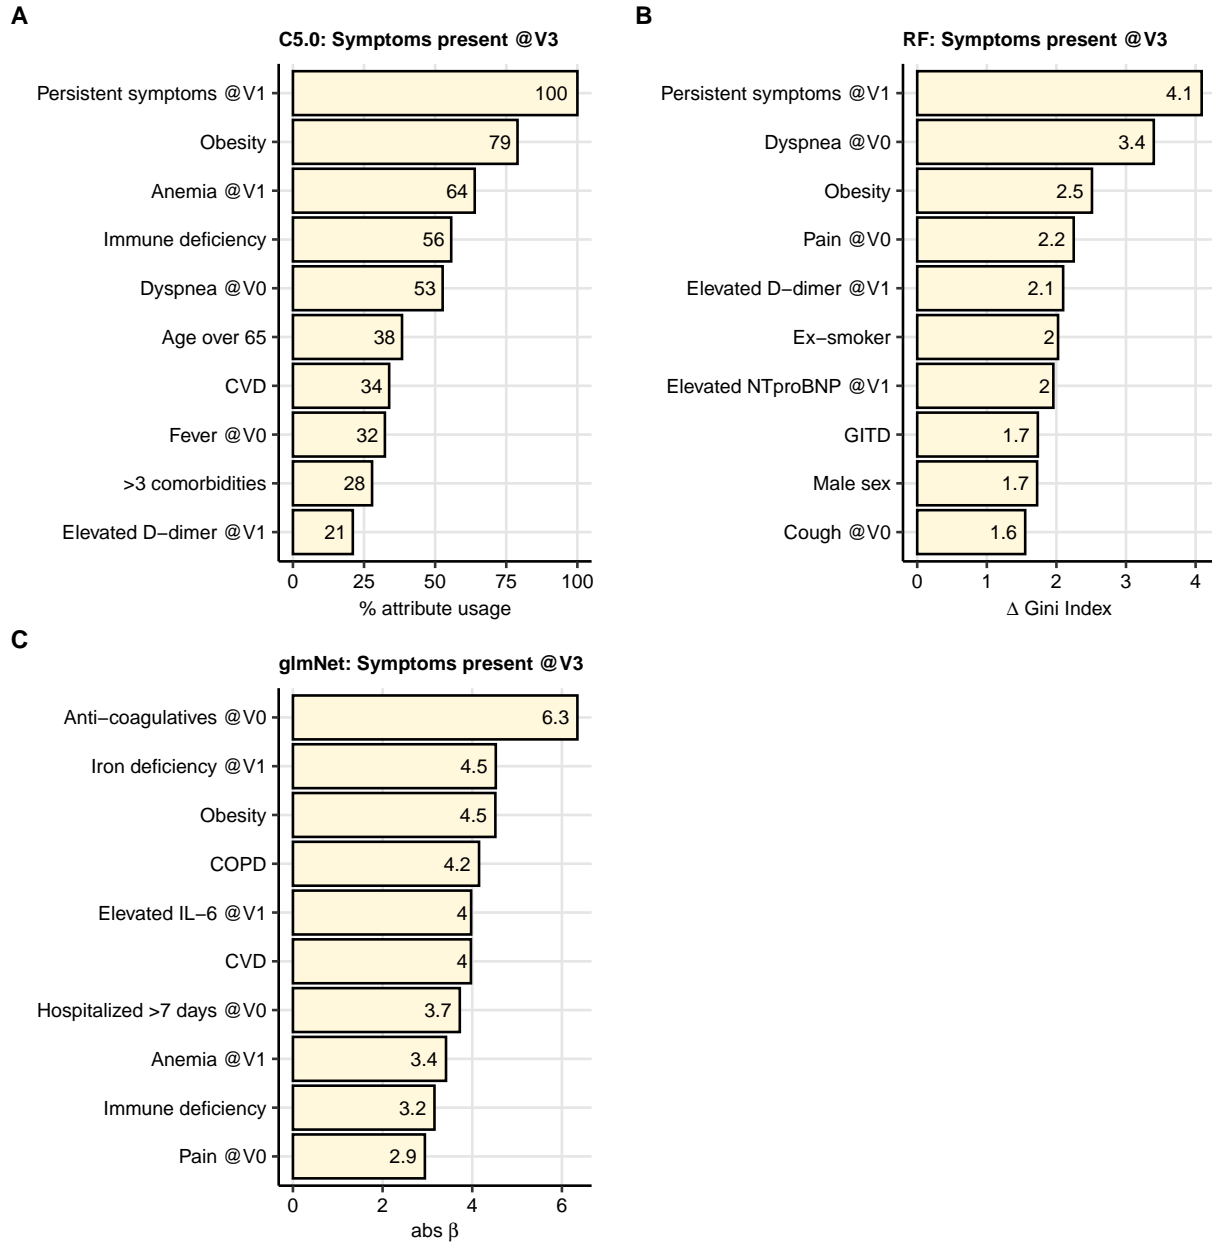 A
C5.0: Symptoms present @V3
Persistent symptoms @V1
100
Obesity
79
Anemia @V1
64
Immune deficiency
56
Dyspnea @V0
53
Age over 65
38
CVD
34
Fever @V0
32
>3 comorbidities
28
Elevated D−dimer @V1
21
0 25 50 75 100
% attribute usage
B
RF: Symptoms present @V3
Persistent symptoms @V1
4.1
Dyspnea @V0
3.4
Obesity
2.5
Pain @V0
2.2
Elevated D−dimer @V1
2.1
Ex−smoker
2
Elevated NTproBNP @V1
2
GITD
1.7
Male sex
1.7
Cough @V0
1.6
0 1 2 3 4
Δ Gini Index
C
glmNet: Symptoms present @V3
Anti−coagulatives @V0
6.3
Iron deficiency @V1
4.5
Obesity
4.5
COPD
4.2
Elevated IL−6 @V1
4
CVD
4
Hospitalized >7 days @V0
3.7
Anemia @V1
3.4
Immune deficiency
3.2
Pain @V0
2.9
0 2 4 6
abs β